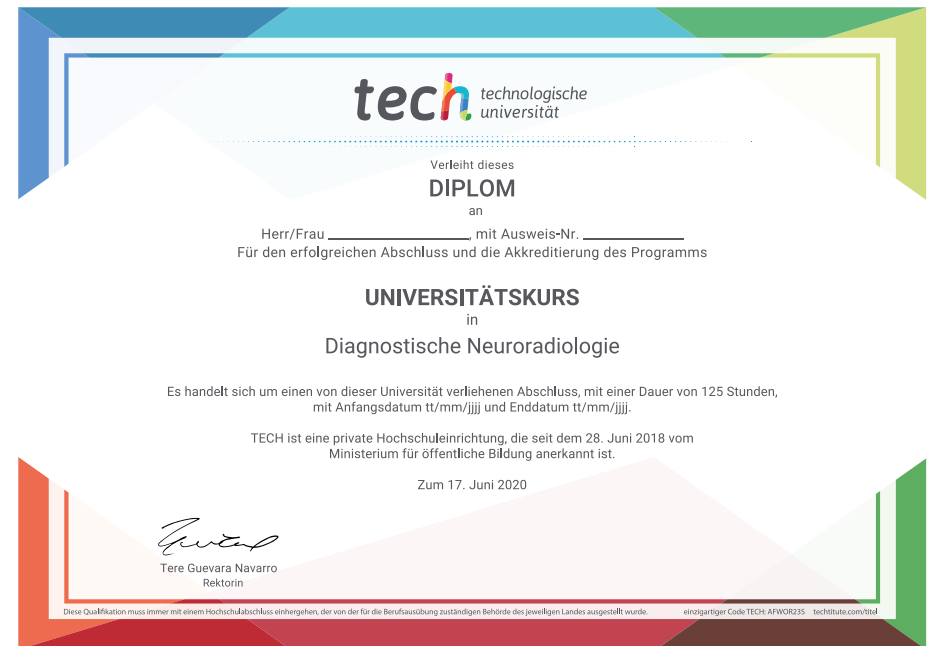 tech technologische
universität
Verleiht dieses
DIPLOM
an
Herr/Frau ____________, mit Ausweis-Nr. ____________
Für den erfolgreichen Abschluss und die Akkreditierung des Programms
UNIVERSITÄTSKURS
in
Diagnostische Neuroradiologie
Es handelt sich um einen von dieser Universität verliehenen Abschluss, mit einer Dauer von 125 Stunden,
mit Anfangsdatum tt/mm/jjjj und Enddatum tt/mm/jjjj.
TECH ist eine private Hochschuleinrichtung, die seit dem 28. Juni 2018 vom
Ministerium für öffentliche Bildung anerkannt ist.
Zum 17. Juni 2020
Tere Guevara Navarro
Rektorin
Diese Qualifikation muss immer mit einem Hochschulabschluss einhergehen, der von der für die Berufsausübung zuständigen Behörde des jeweiligen Landes ausgestellt wurde. einzigartiger Code TECH: AFWOR23S techtitute.com/titel